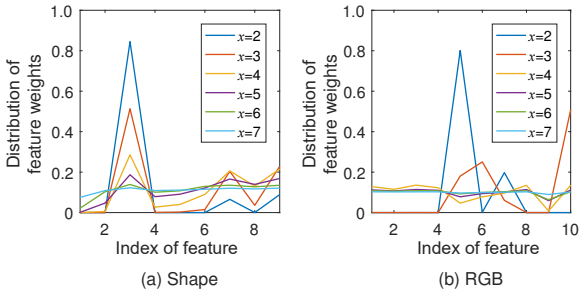 1.0
0.8
0.6
0.4
0.2
0
2 4 6 8
Distribution of
feature weights
Index of feature
x=2
x=3
x=4
x=5
x=6
x=7
(a) Shape
1.0
0.8
0.6
0.4
0.2
0
2 4 6 8 10
Distribution of
feature weights
Index of feature
x=2
x=3
x=4
x=5
x=6
x=7
(b) RGB